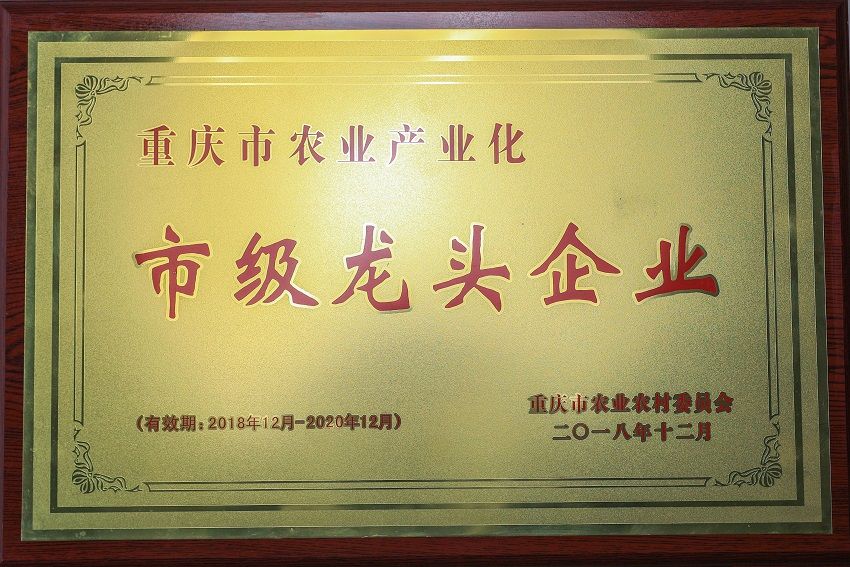 重庆市农业产业化
市级龙头企业
(有效期:2018年12月-2020年12月)
重庆市农业农村委员会
二〇一八年十二月